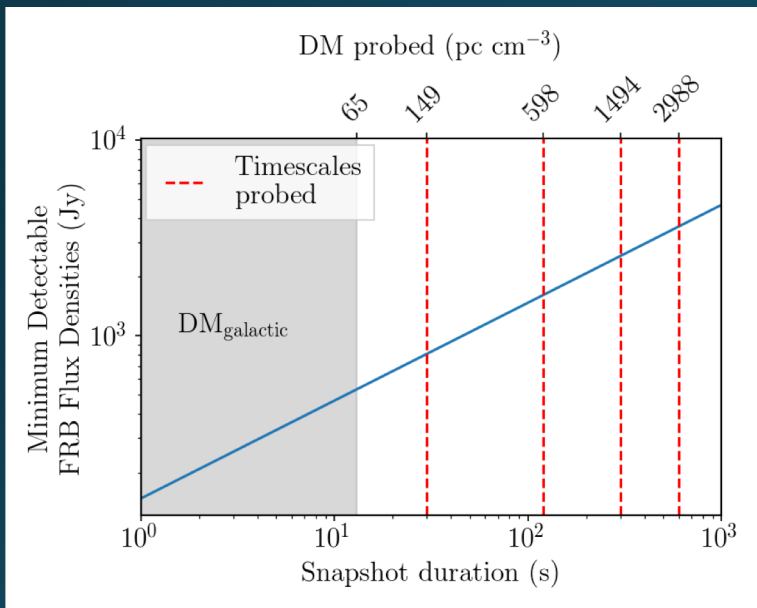 DM probed (pc cm⁻³)
65 149 598 1494 2988
10⁴
Timescales
probed
Minimum Detectable
FRB Flux Densities (Jy)
DM_galactic
10³
10⁰ 10¹ 10² 10³
Snapshot duration (s)